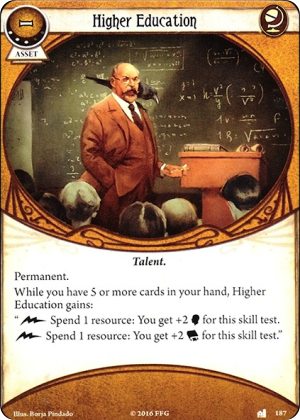 Higher Education
ASSET
Talent.
Permanent.
While you have 5 or more cards in your hand, Higher
Education gains:
“ Spend 1 resource: You get +2 for this skill test.”
“ Spend 1 resource: You get +2 for this skill test.”
Illus. Borja Pindado
© 2016 FFG
187